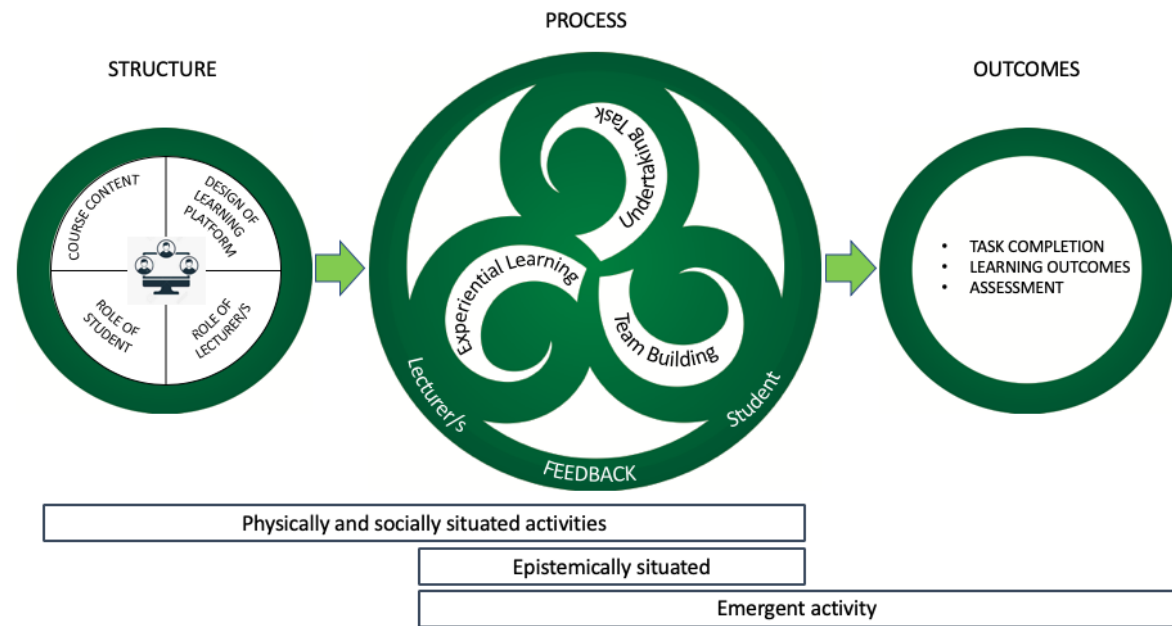 PROCESS
STRUCTURE
OUTCOMES
COURSE CONTENT
DESIGN OF
LEARNING
PLATFORM
ROLE OF
STUDENT
ROLE OF
LECTURER/S
Undertaking Task
Experiential Learning
Team Building
Lecturer/s
FEEDBACK
Student
• TASK COMPLETION
• LEARNING OUTCOMES
• ASSESSMENT
Physically and socially situated activities
Epistemically situated
Emergent activity